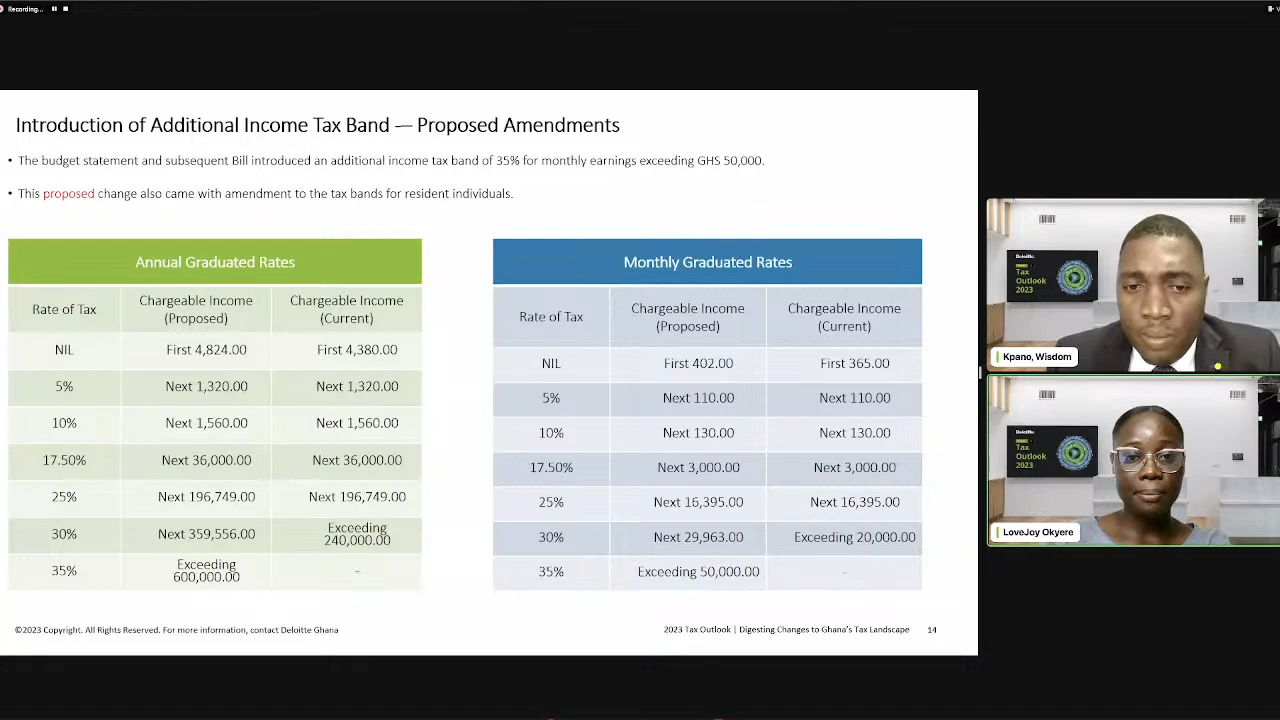 Recording...
Introduction of Additional Income Tax Band — Proposed Amendments
• The budget statement and subsequent Bill introduced an additional income tax band of 35% for monthly earnings exceeding GHS 50,000.
• This proposed change also came with amendment to the tax bands for resident individuals.
Annual Graduated Rates
Rate of Tax
Chargeable Income
(Proposed)
Chargeable Income
(Current)
NIL First 4,824.00 First 4,380.00
5% Next 1,320.00 Next 1,320.00
10% Next 1,560.00 Next 1,560.00
17.50% Next 36,000.00 Next 36,000.00
25% Next 196,749.00 Next 196,749.00
30% Next 359,556.00 Exceeding
240,000.00
35% Exceeding
600,000.00 -
Monthly Graduated Rates
Rate of Tax
Chargeable Income
(Proposed)
Chargeable Income
(Current)
NIL First 402.00 First 365.00
5% Next 110.00 Next 110.00
10% Next 130.00 Next 130.00
17.50% Next 3,000.00 Next 3,000.00
25% Next 16,395.00 Next 16,395.00
30% Next 29,963.00 Exceeding 20,000.00
35% Exceeding 50,000.00 -
©2023 Copyright. All Rights Reserved. For more information, contact Deloitte Ghana
2023 Tax Outlook | Digesting Changes to Ghana's Tax Landscape 14
Deloitte.
Tax
Outlook
2023
Kpano, Wisdom
Deloitte.
Tax
Outlook
2023
LoveJoy Okyere